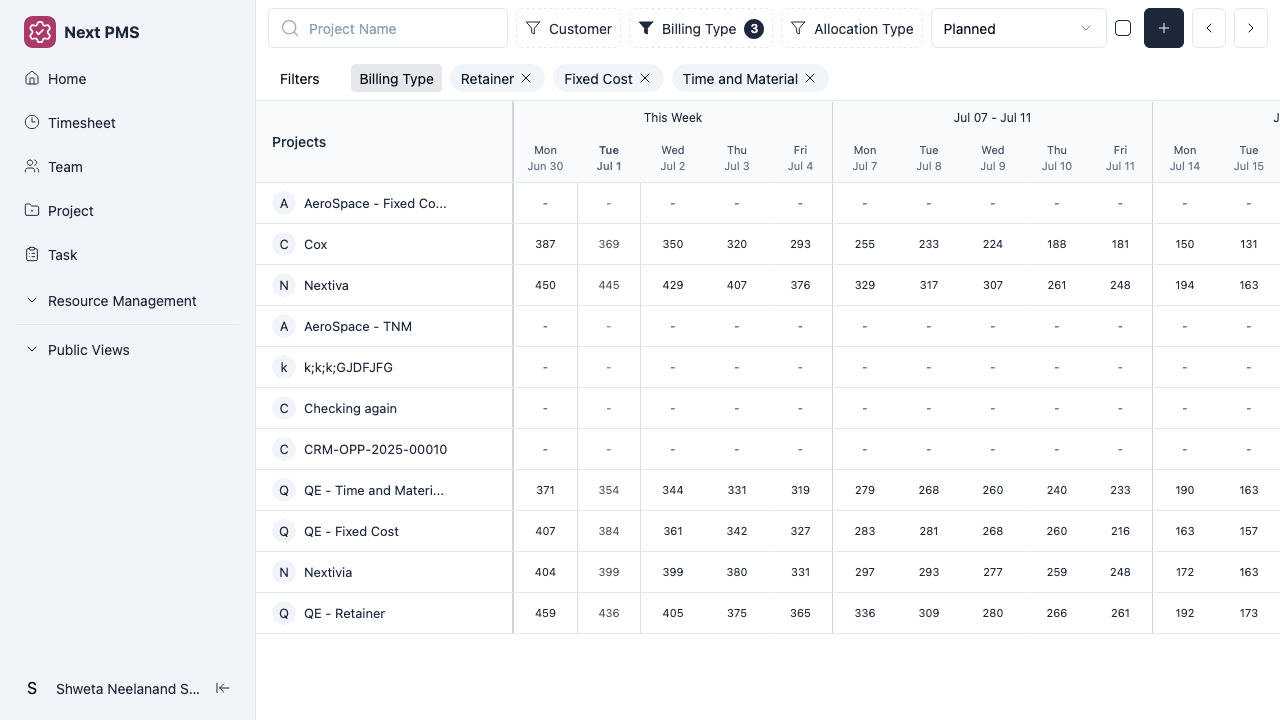 Next PMS
Home
Timesheet
Team
Project
Task
Resource Management
Public Views
S Shweta Neelanand S...
Project Name Customer Billing Type 3 Allocation Type Planned
Filters Billing Type Retainer Fixed Cost Time and Material
Projects
This Week Jul 07 - Jul 11 J
Mon Tue Wed Thu Fri Mon Tue Wed Thu Fri Mon Tue
Jun 30 Jul 1 Jul 2 Jul 3 Jul 4 Jul 7 Jul 8 Jul 9 Jul 10 Jul 11 Jul 14 Jul 15
A AeroSpace - Fixed Co... - - - - - - - - - - - -
C Cox 387 369 350 320 293 255 233 224 188 181 150 131
N Nextiva 450 445 429 407 376 329 317 307 261 248 194 163
A AeroSpace - TNM - - - - - - - - - - - -
k k;k;k;GJDFJFG - - - - - - - - - - - -
C Checking again - - - - - - - - - - - -
C CRM-OPP-2025-00010 - - - - - - - - - - - -
Q QE - Time and Materi... 371 354 344 331 319 279 268 260 240 233 190 163
Q QE - Fixed Cost 407 384 361 342 327 283 281 268 260 216 163 157
N Nextivia 404 399 399 380 331 297 293 277 259 248 172 163
Q QE - Retainer 459 436 405 375 365 336 309 280 266 261 192 173